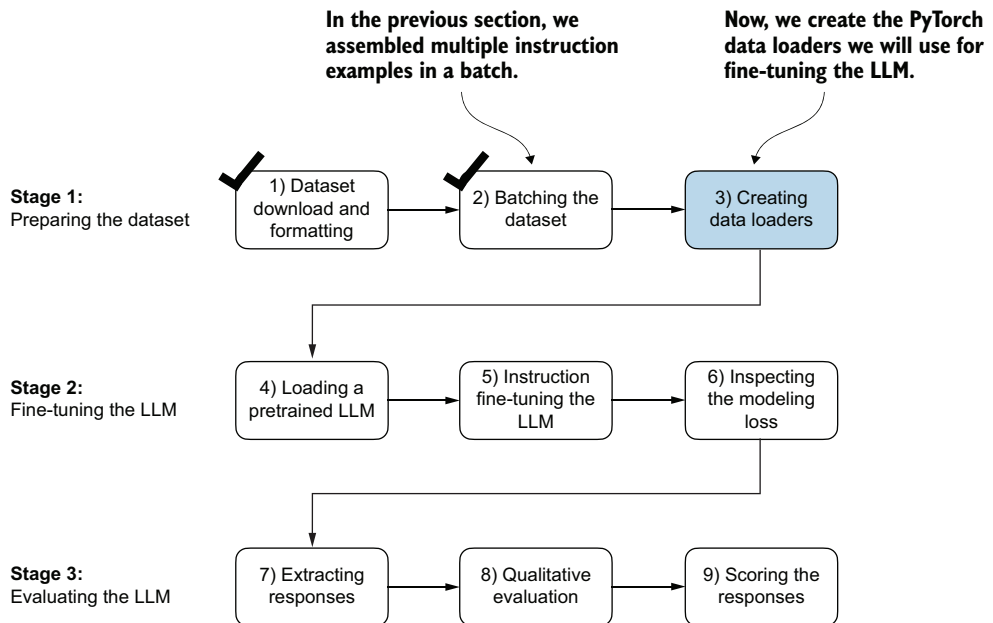 In the previous section, we
assembled multiple instruction
examples in a batch.
Now, we create the PyTorch
data loaders we will use for
fine-tuning the LLM.
Stage 1:
Preparing the dataset
1) Dataset
download and
formatting
2) Batching the
dataset
3) Creating
data loaders
Stage 2:
Fine-tuning the LLM
4) Loading a
pretrained LLM
5) Instruction
fine-tuning the
LLM
6) Inspecting
the modeling
loss
Stage 3:
Evaluating the LLM
7) Extracting
responses
8) Qualitative
evaluation
9) Scoring the
responses